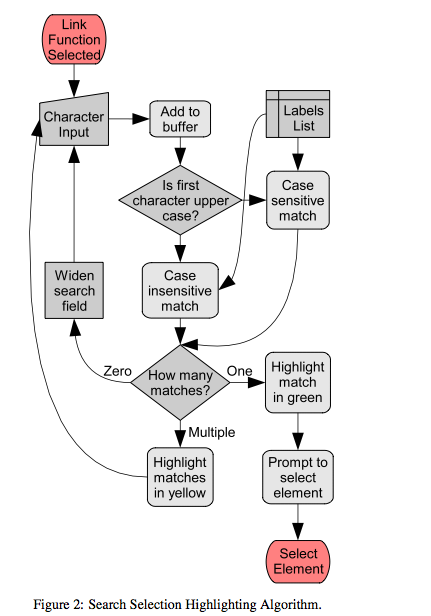 Link
Function
Selected
Character
Input
Add to
buffer
Labels
List
Is first
character upper
case?
Case
sensitive
match
Widen
search
field
Case
insensitive
match
Zero
How many
matches?
One
Highlight
match
in green
Multiple
Highlight
matches
in yellow
Prompt to
select
element
Select
Element
Figure 2: Search Selection Highlighting Algorithm.